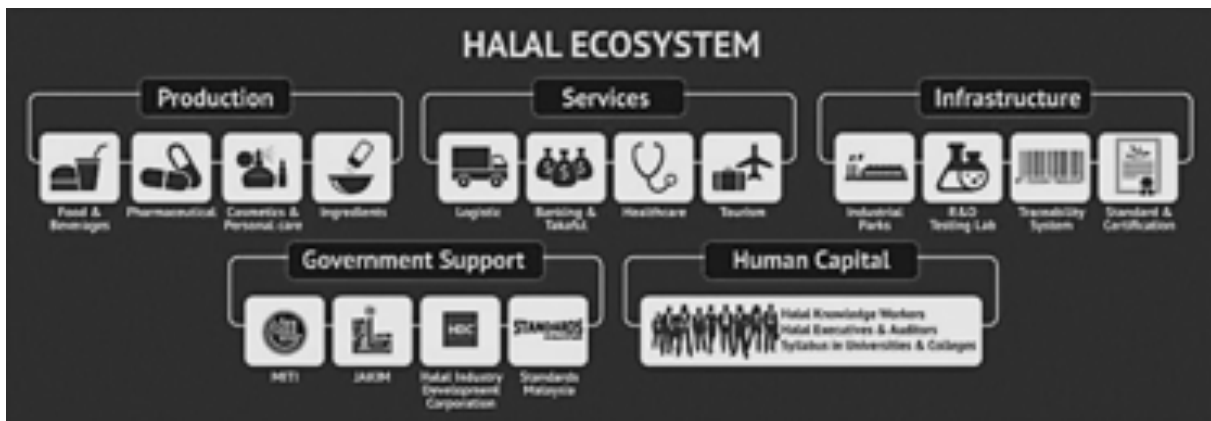 HALAL ECOSYSTEM
Production
Services
Infrastructure
Food &
Beverages
Pharmaceutical
Cosmetics &
Personal care
Ingredients
Logistic
Banking &
Takaful
Healthcare
Tourism
Industrial
Parks
R&D
Testing Lab
Traceability
System
Standard &
Certification
Government Support
Human Capital
HDC
STANDARDS
Halal Knowledge Workers
Halal Executives & Auditors
Syllabus in Universities & Colleges
MITI
JAKIM
Halal Industry
Development
Corporation
Standards
Malaysia